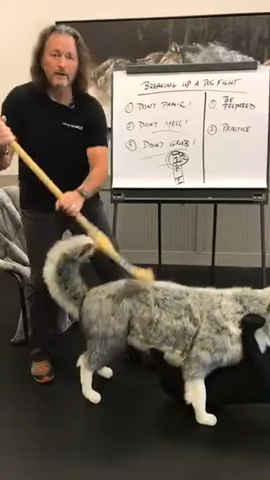 BREAKING UP A DOG FIGHT
① DON'T PANIC!
② DON'T YELL!
③ DON'T GRAB!
① BE PREPARED
② PRACTICE